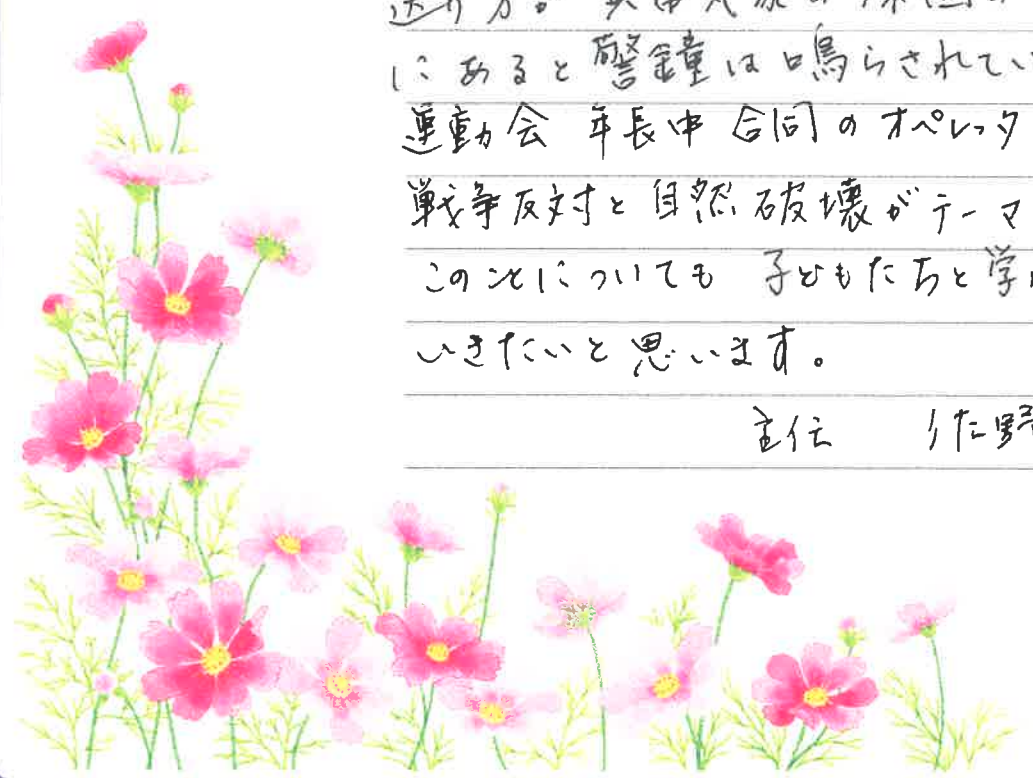 にあると警鐘は鳴らされてい
運動会 年長中 合同のオペレッタ
戦争反対と自然破壊がテーマ
このことについても 子どもたちと学
いきたいと思います。
主任